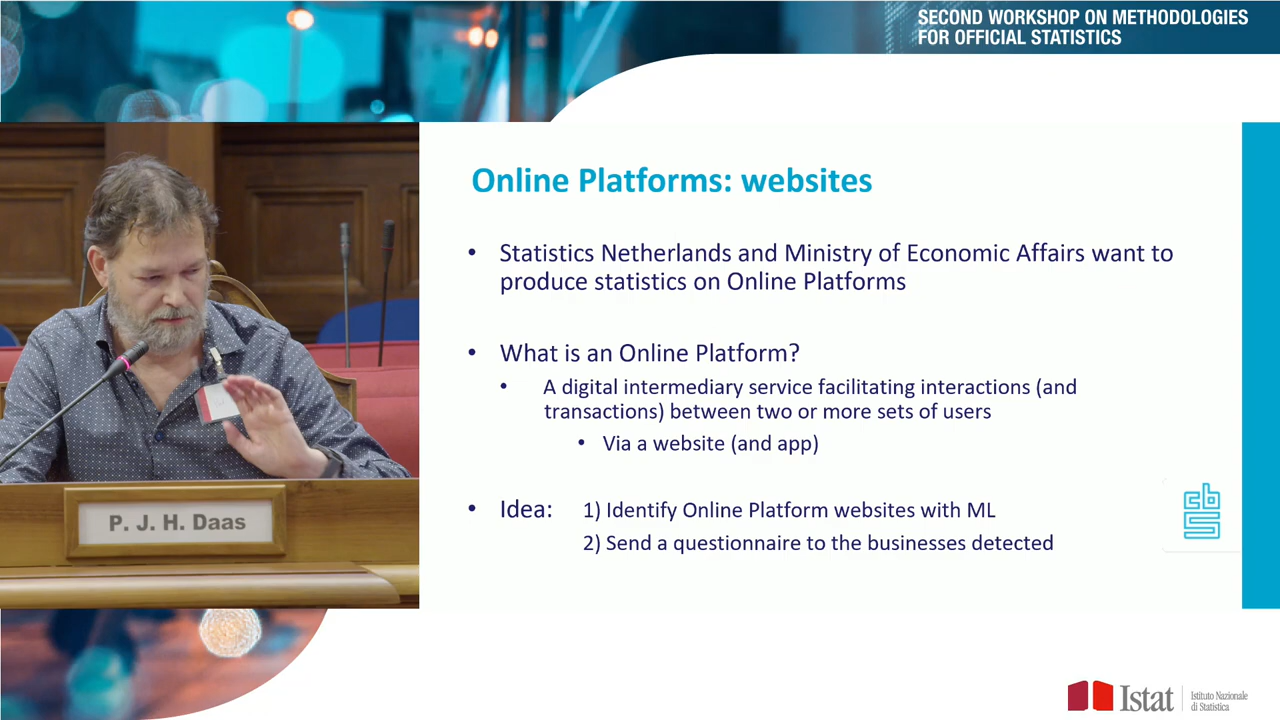 SECOND WORKSHOP ON METHODOLOGIES
FOR OFFICIAL STATISTICS
Online Platforms: websites
• Statistics Netherlands and Ministry of Economic Affairs want to
produce statistics on Online Platforms
• What is an Online Platform?
• A digital intermediary service facilitating interactions (and
transactions) between two or more sets of users
• Via a website (and app)
• Idea: 1) Identify Online Platform websites with ML
2) Send a questionnaire to the businesses detected
cbs
P. J. H. Daas
Istat
Istituto Nazionale
di Statistica